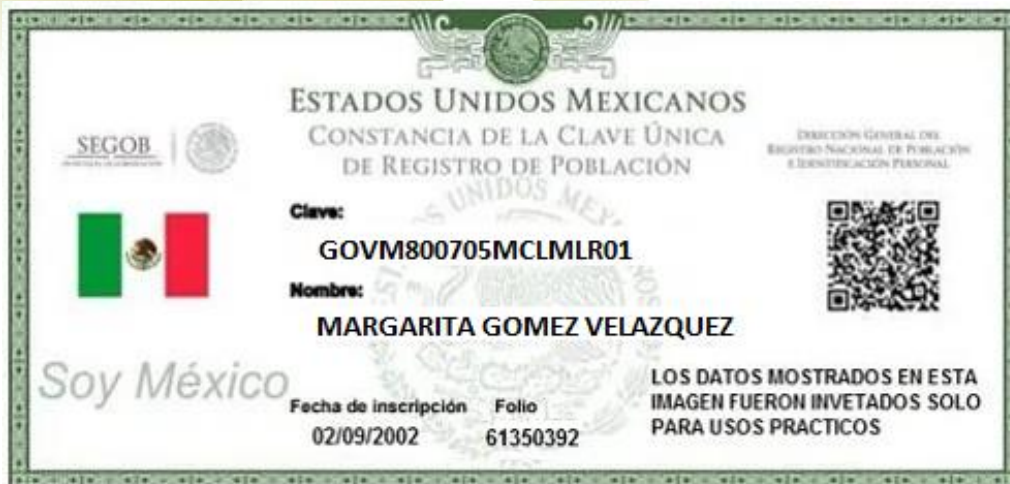 ESTADOS UNIDOS MEXICANOS
CONSTANCIA DE LA CLAVE ÚNICA
DE REGISTRO DE POBLACIÓN
SEGOB
DIRECCIÓN GENERAL DEL
REGISTRO NACIONAL DE POBLACIÓN
E IDENTIFICACIÓN PERSONAL
Clave:
GOVM800705MCLMLR01
Nombre:
MARGARITA GOMEZ VELAZQUEZ
Soy México
Fecha de inscripción Folio
02/09/2002 61350392
LOS DATOS MOSTRADOS EN ESTA
IMAGEN FUERON INVETADOS SOLO
PARA USOS PRACTICOS